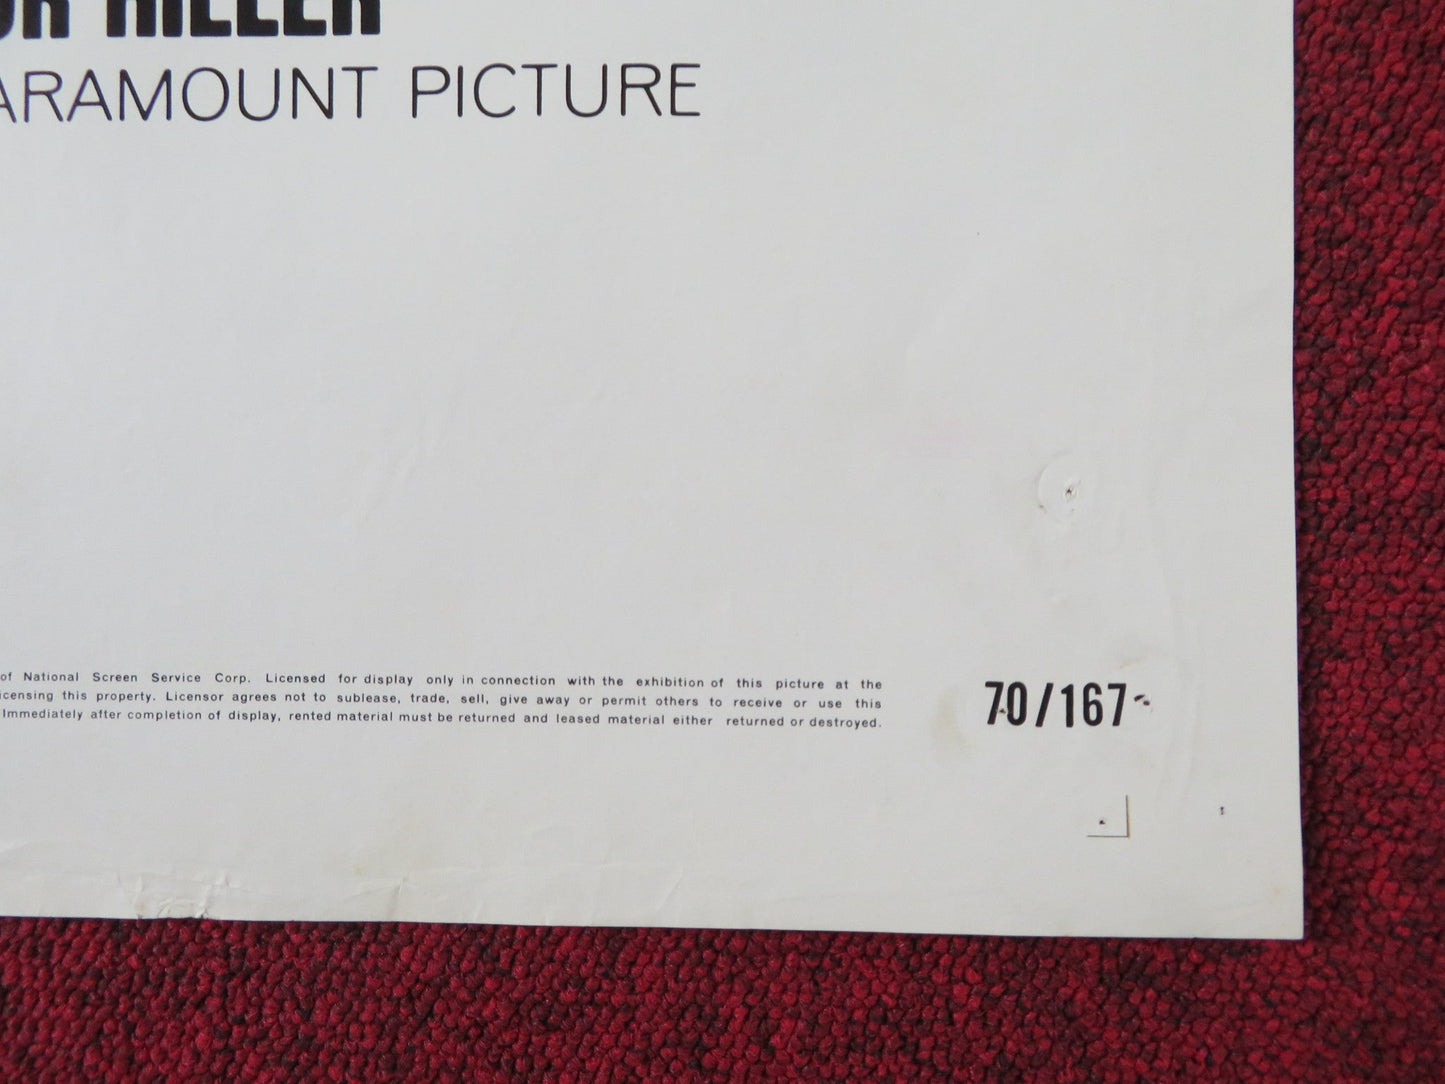 OR HILLER
ARAMOUNT PICTURE
of National Screen Service Corp. Licensed for display only in connection with the exhibition of this picture at the
icensing this property. Licensor agrees not to sublease, trade, sell, give away or permit others to receive or use this
Immediately after completion of display, rented material must be returned and leased material either returned or destroyed.
70/167